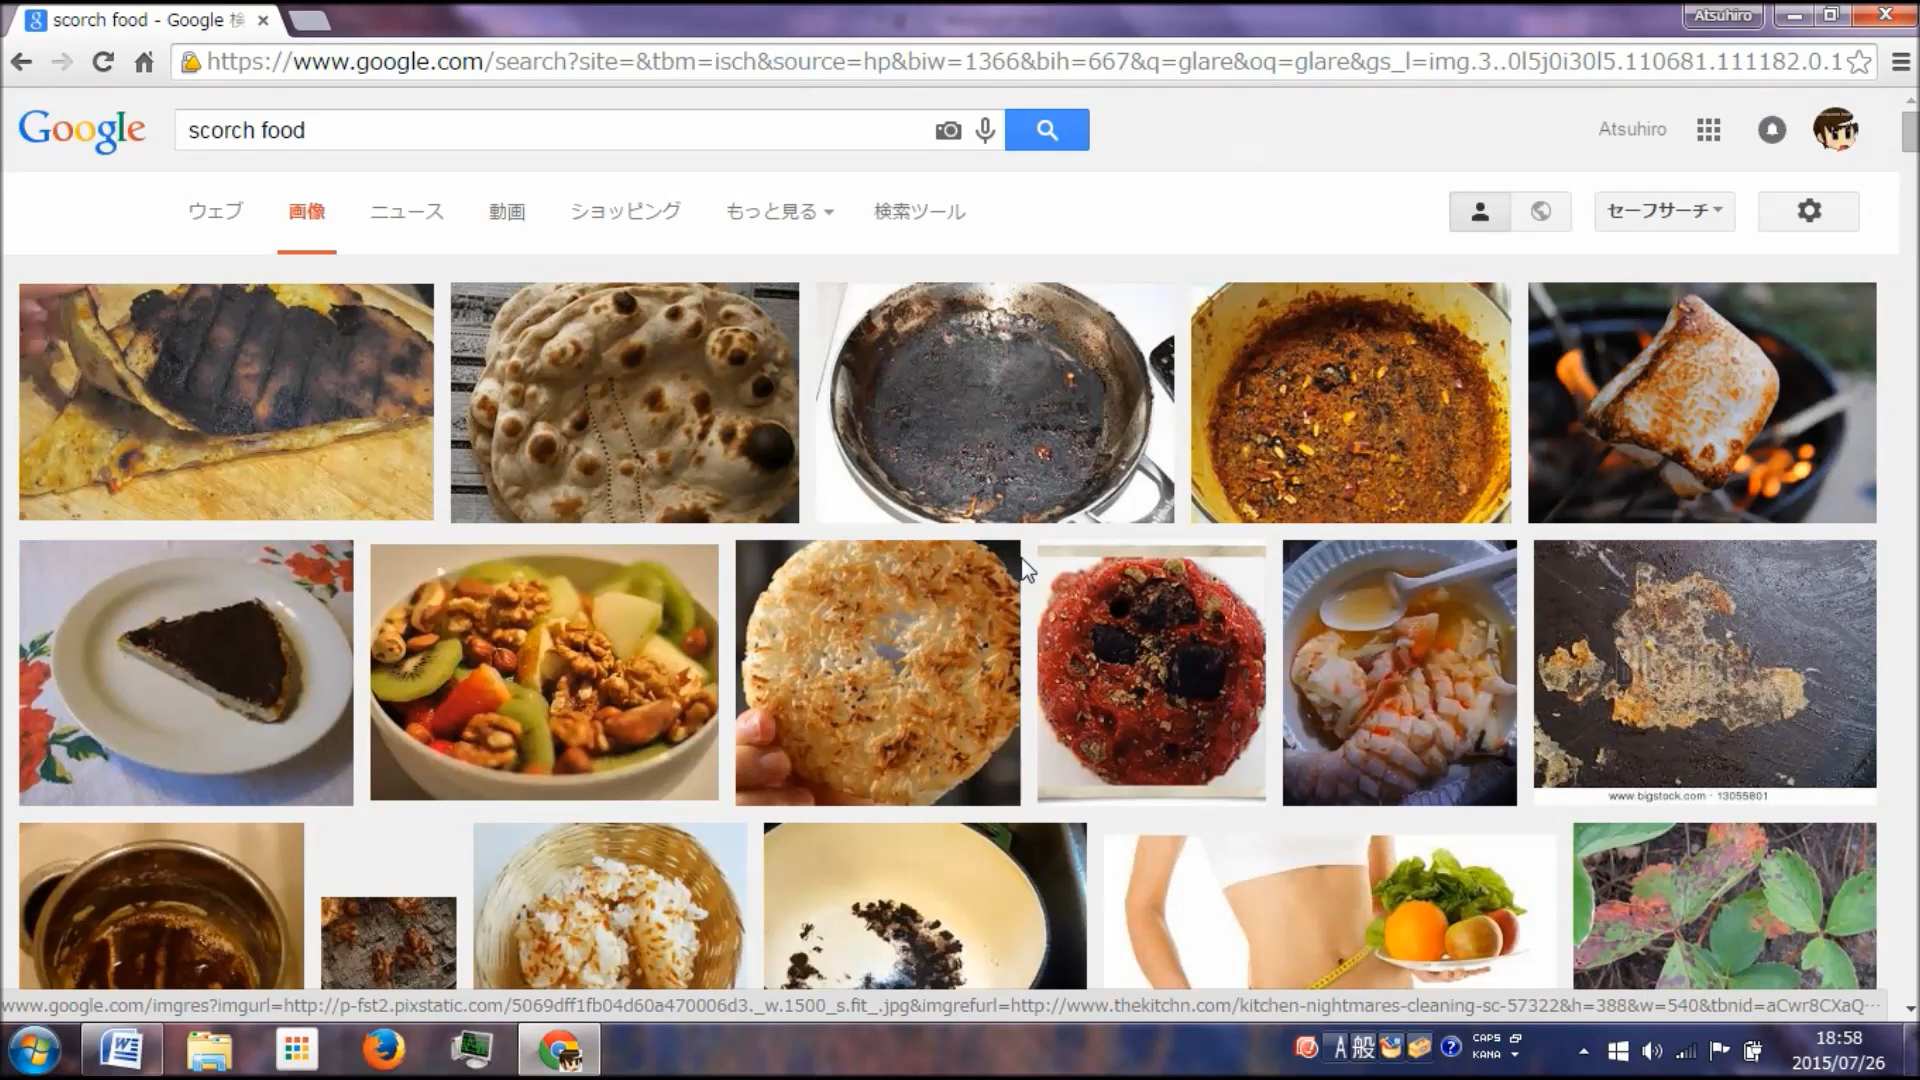 scorch food - Google 検
Atsuhiro
https://www.google.com/search?site=&tbm=isch&source=hp&biw=1366&bih=667&q=glare&oq=glare&gs_l=img.3..0l5j0i30l5.110681.111182.0.1
Google
scorch food
Atsuhiro
ウェブ 画像 ニュース 動画 ショッピング もっと見る 検索ツール
セーフサーチ
www.bigstock.com · 13055801
www.google.com/imgres?imgurl=http://p-fst2.pixstatic.com/5069dff1fb04d60a470006d3._w.1500_s.fit_.jpg&imgrefurl=http://www.thekitchn.com/kitchen-nightmares-cleaning-sc-57322&h=388&w=540&tbnid=aCwr8CXaQ…
A 般
CAPS
KANA
18:58
2015/07/26